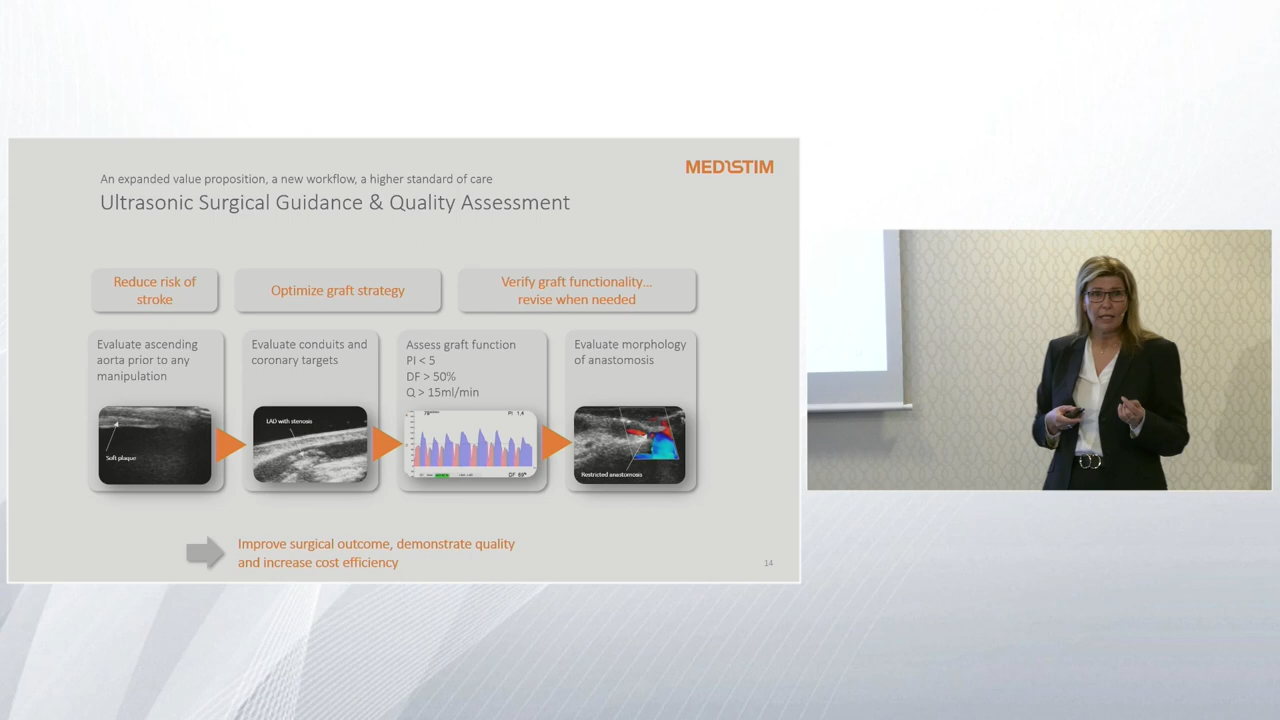 MEDISTIM
An expanded value proposition, a new workflow, a higher standard of care
Ultrasonic Surgical Guidance & Quality Assessment
Reduce risk of
stroke
Optimize graft strategy
Verify graft functionality...
revise when needed
Evaluate ascending
aorta prior to any
manipulation
Soft plaque
Evaluate conduits and
coronary targets
LAD with stenosis
Assess graft function
PI < 5
DF > 50%
Q > 15ml/min
PI 1,4
Evaluate morphology
of anastomosis
Restricted anastomosis
Improve surgical outcome, demonstrate quality
and increase cost efficiency
14